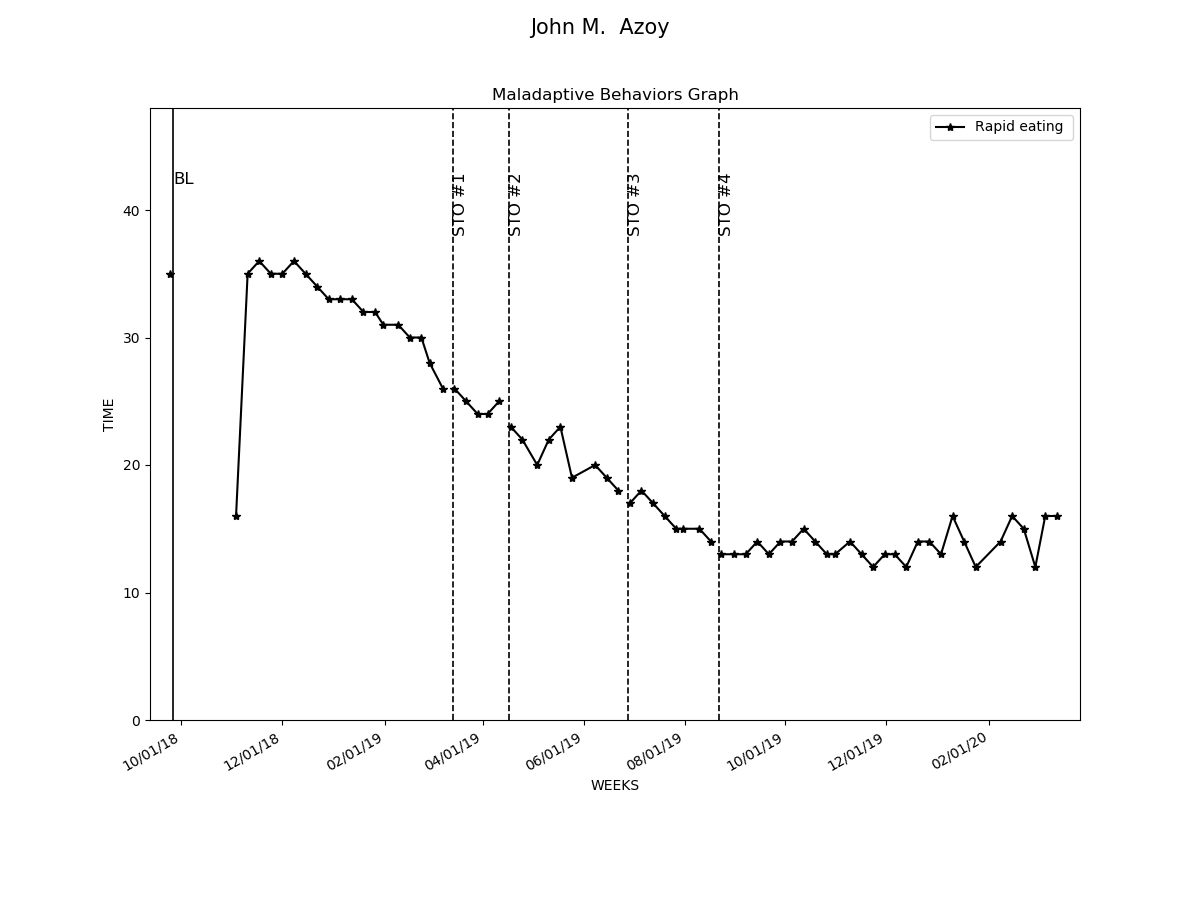 John M.  Azoy
Maladaptive Behaviors Graph
Rapid eating
BL
STO #1
STO #2
STO #3
STO #4
40
30
20
10
0
TIME
10/01/18
12/01/18
02/01/19
04/01/19
06/01/19
08/01/19
10/01/19
12/01/19
02/01/20
WEEKS